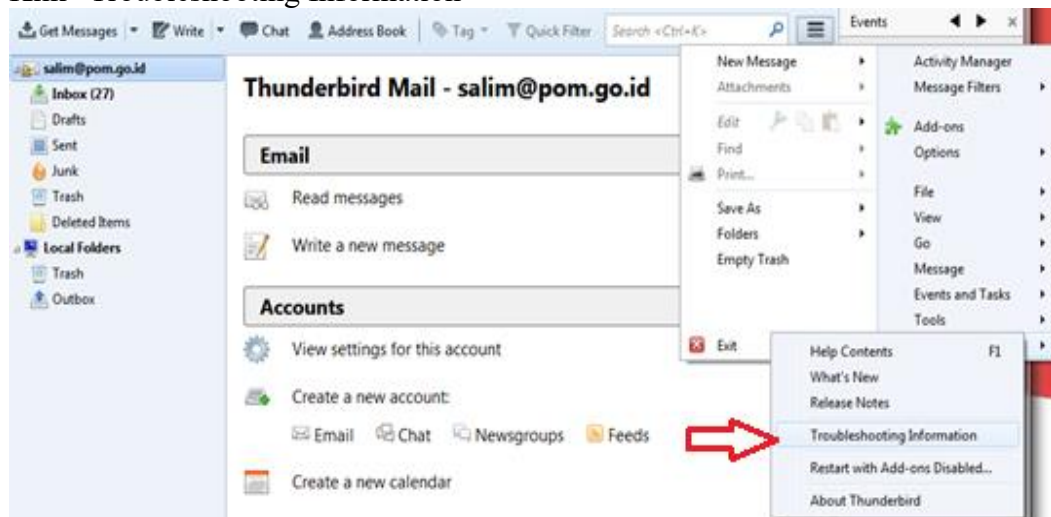 Get Messages Write Chat Address Book Tag Quick Filter Search <Ctrl+K> Events
salim@pom.go.id
Inbox (27)
Drafts
Sent
Junk
Trash
Deleted Items
Local Folders
Trash
Outbox
Thunderbird Mail - salim@pom.go.id
Email
Read messages
Write a new message
Accounts
View settings for this account
Create a new account:
Email Chat Newsgroups Feeds
Create a new calendar
New Message
Attachments
Edit
Find
Print...
Save As
Folders
Empty Trash
Exit
Activity Manager
Message Filters
Add-ons
Options
File
View
Go
Message
Events and Tasks
Tools
Help Contents F1
What's New
Release Notes
Troubleshooting Information
Restart with Add-ons Disabled...
About Thunderbird